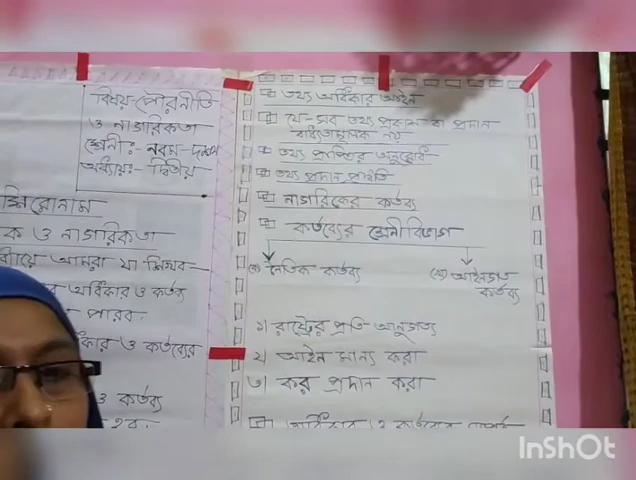 বিষয়-পৌরনীতি
ও নাগরিকতা
শ্রেণী:- নবম-দশম
অধ্যায়:- দ্বিতীয়
শিরোনাম
ক ও নাগরিকতা
আমরা যা শিখব-
অধিকার ও কর্তব্য
পারব-
ও কর্তব্যের
ও কর্তব্য
তথ্য অধিকার আইন
যে-সব তথ্য প্রকাশ বা প্রদান
বাধ্যতামূলক নয়
তথ্য প্রাপ্তির অনুরোধ
তথ্য প্রদান পদ্ধতি
নাগরিকের কর্তব্য
কর্তব্যের শ্রেণীবিভাগ
(ক) নৈতিক কর্তব্য
(খ) আইনগত
কর্তব্য
১) রাষ্ট্রের প্রতি আনুগত্য
২) আইন মান্য করা
৩) কর প্রদান করা
InShOt